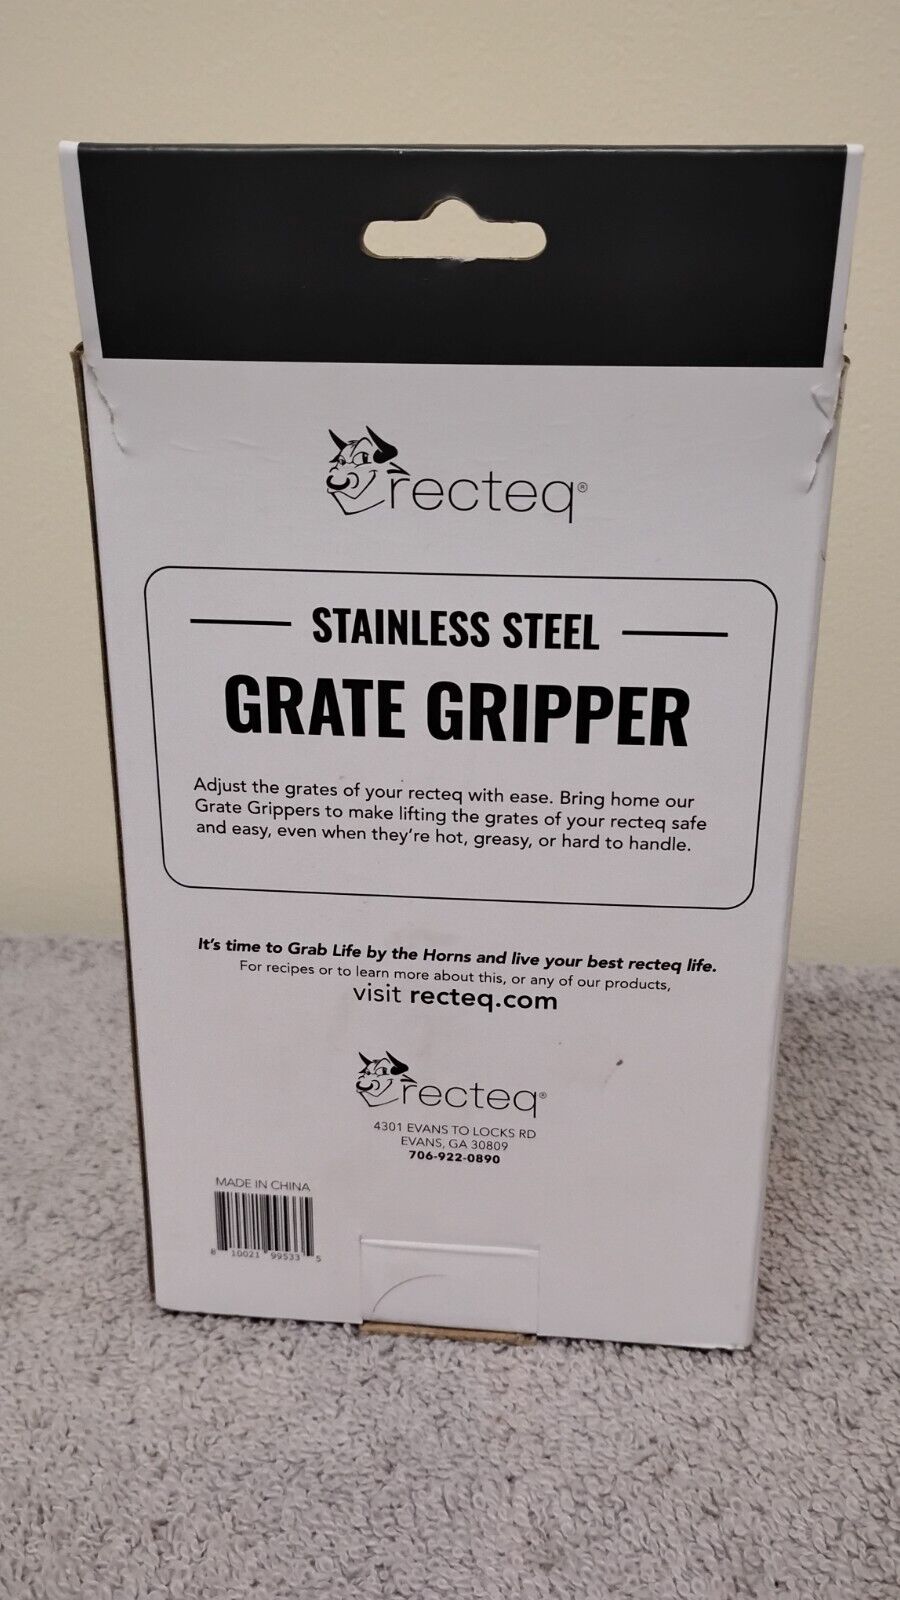 recteq®
STAINLESS STEEL
GRATE GRIPPER
Adjust the grates of your recteq with ease. Bring home our
Grate Grippers to make lifting the grates of your recteq safe
and easy, even when they're hot, greasy, or hard to handle.
It's time to Grab Life by the Horns and live your best recteq life.
For recipes or to learn more about this, or any of our products,
visit recteq.com
recteq®
4301 EVANS TO LOCKS RD
EVANS, GA 30809
706-922-0890
MADE IN CHINA
8 10021 99533 5